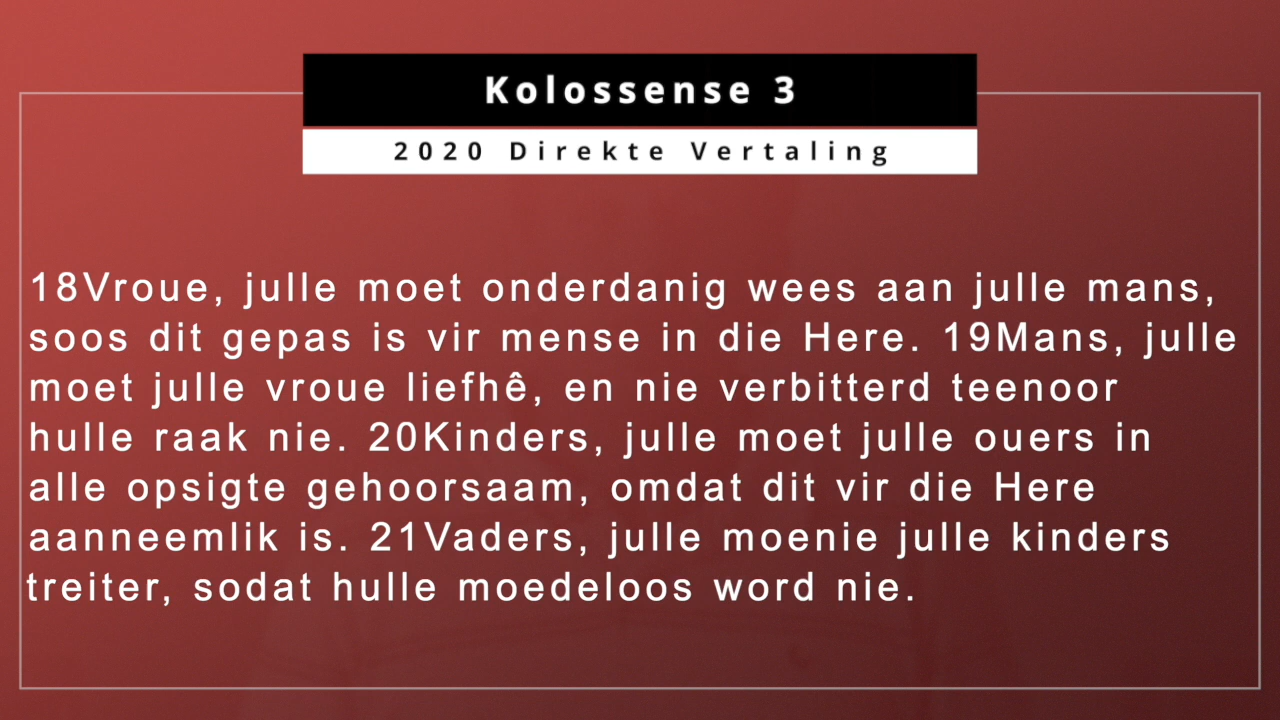 Kolossense 3
2020 Direkte Vertaling
18Vroue, julle moet onderdanig wees aan julle mans,
soos dit gepas is vir mense in die Here. 19Mans, julle
moet julle vroue liefhê, en nie verbitterd teenoor
hulle raak nie. 20Kinders, julle moet julle ouers in
alle opsigte gehoorsaam, omdat dit vir die Here
aanneemlik is. 21Vaders, julle moenie julle kinders
treiter, sodat hulle moedeloos word nie.